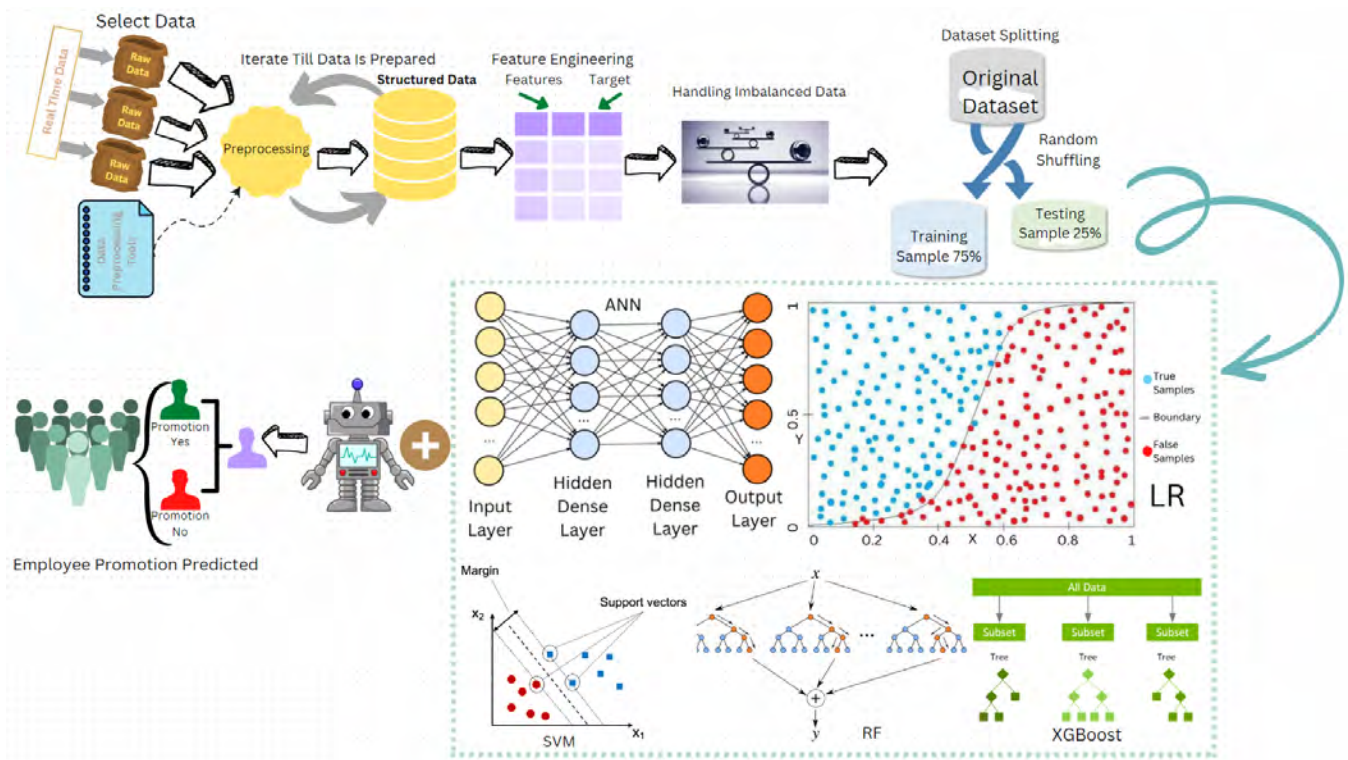 Select Data
Real Time Data
Raw
Data
Raw
Data
Raw
Data
Data
Preprocessing
Tools
Iterate Till Data Is Prepared
Preprocessing
Structured Data
Feature Engineering
Features
Target
Handling Imbalanced Data
Dataset Splitting
Original
Dataset
Random
Shuffling
Training
Sample 75%
Testing
Sample 25%
Promotion
Yes
Promotion
No
Employee Promotion Predicted
ANN
...
...
...
...
Input
Layer
Hidden
Dense
Layer
Hidden
Dense
Layer
Output
Layer
1
0.5
Y
0
0
0.2
0.4
X
0.6
0.8
1
True
Samples
Boundary
False
Samples
LR
Margin
Support vectors
x₂
x₁
SVM
x
...
+
y
RF
All Data
Subset
Subset
Subset
Tree
Tree
Tree
XGBoost